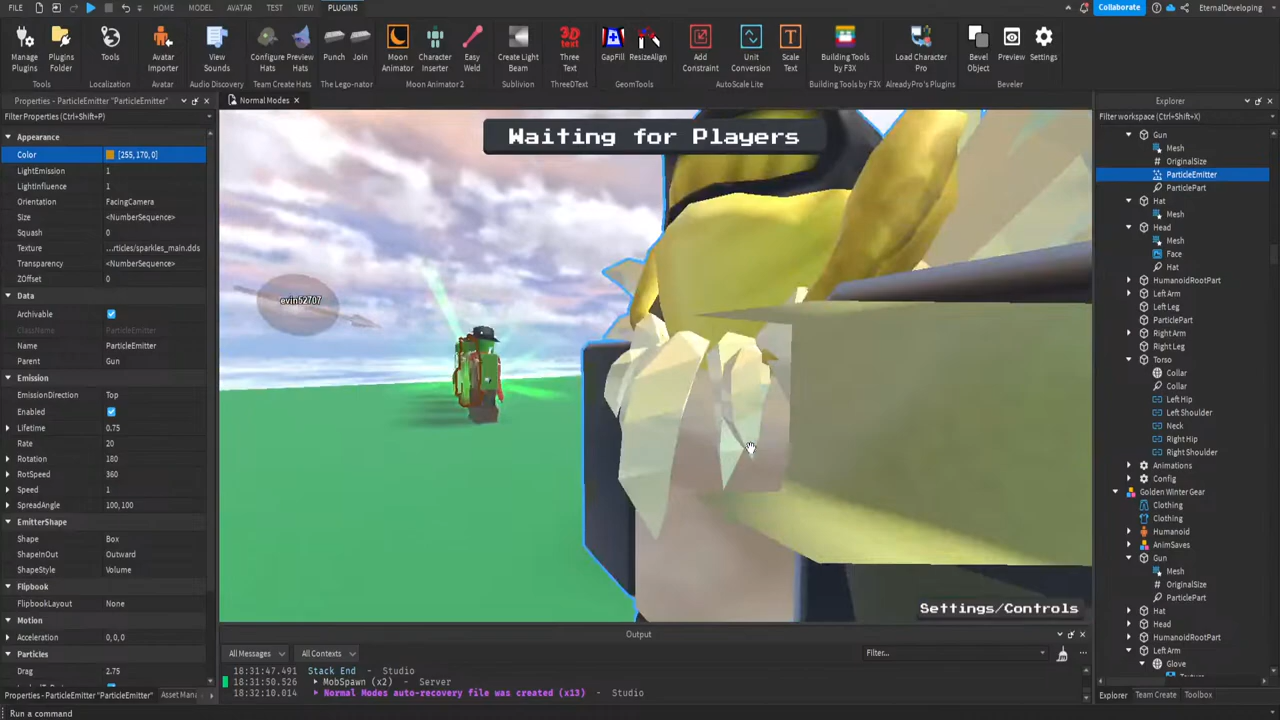 FILE HOME MODEL AVATAR TEST VIEW PLUGINS Collaborate EternalDeveloping
Manage Plugins Plugins Folder Tools Avatar Importer View Sounds Configure Hats Preview Hats Punch Join Moon Animator Character Inserter Easy Weld Create Light Beam Three Text GapFill ResizeAlign Add Constraint Unit Conversion Scale Text Building Tools by F3X Load Character Pro Bevel Object Preview Settings
Tools Localization Tools Audio Discovery Team Create Hats The Lego-nator Moon Animator 2 Sublivion ThreeDText GeomTools AutoScale Lite Building Tools by F3X AlreadyPro's Plugins Beveler
Properties - ParticleEmitter "ParticleEmitter"
NormalModes
Explorer
Filter Properties (Ctrl+Shift+P)
Filter workspace (Ctrl+Shift+X)
Appearance
Color [255,170,0]
LightEmission 1
LightInfluence 1
Orientation FacingCamera
Size <NumberSequence>
Squash 0
Texture ...rticles/sparkles_main.dds
Transparency <NumberSequence>
ZOffset 0
Data
Archivable
ClassName ParticleEmitter
Name ParticleEmitter
Parent Gun
Emission
EmissionDirection Top
Enabled
Lifetime 0.75
Rate 20
Rotation 180
RotSpeed 360
Speed 1
SpreadAngle 100,100
EmitterShape
Shape Box
ShapeInOut Outward
ShapeStyle Volume
Flipbook
FlipbookLayout None
Motion
Acceleration 0,0,0
Particles
Drag 2.75
Properties - ParticleEmitter "ParticleEmitter" Asset Man
Run a command
Waiting for Players
evin52707
Settings/Controls
Output
All Messages All Contexts Filter...
18:31:47.491 Stack End - Studio
18:31:50.526 MobSpawn (x2) - Server
18:32:10.014 Normal Modes auto-recovery file was created (x13) - Studio
Gun
Mesh
OriginalSize
ParticleEmitter
ParticlePart
Hat
Mesh
Head
Mesh
Face
Hat
HumanoidRootPart
Left Arm
Left Leg
ParticlePart
Right Arm
Right Leg
Torso
Collar
Collar
Left Hip
Left Shoulder
Neck
Right Hip
Right Shoulder
Animations
Config
Golden Winter Gear
Clothing
Clothing
Humanoid
AnimSaves
Gun
Mesh
OriginalSize
ParticlePart
Hat
Head
HumanoidRootPart
Left Arm
Glove
Explorer Team Create Toolbox